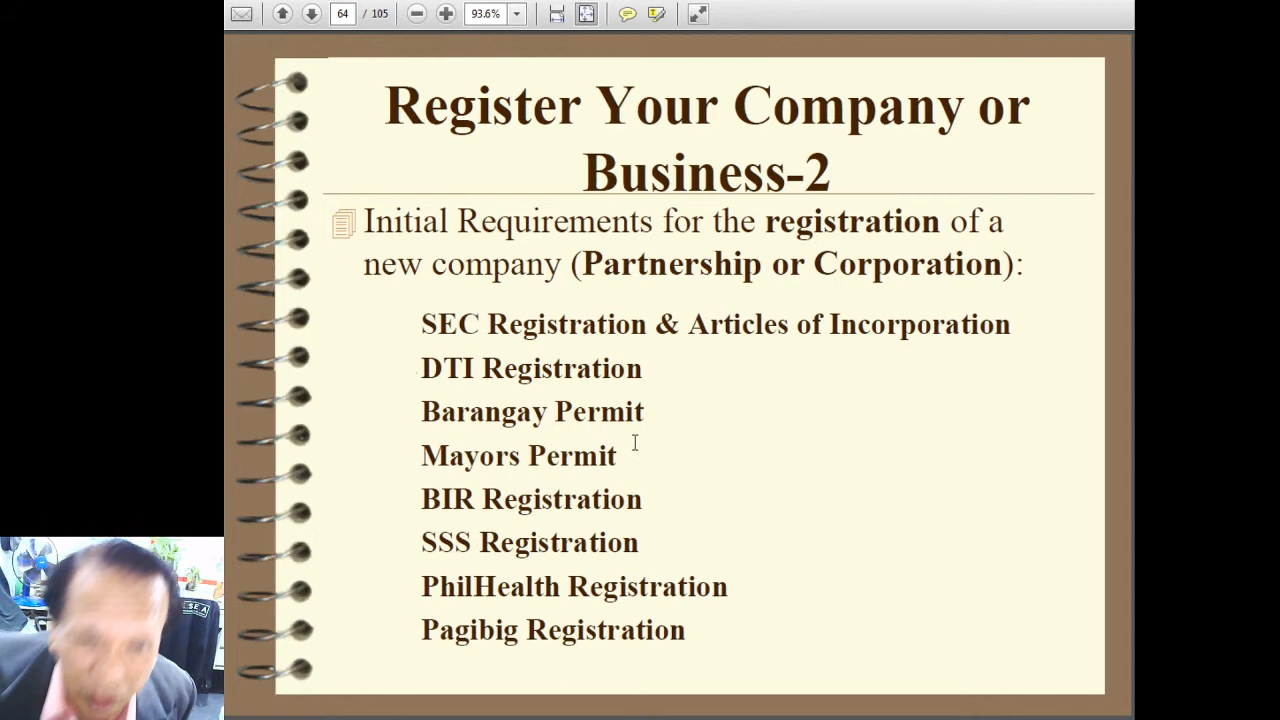 64 / 105 93.6%
Register Your Company or
Business-2
Initial Requirements for the registration of a
new company (Partnership or Corporation):
SEC Registration & Articles of Incorporation
DTI Registration
Barangay Permit
Mayors Permit
BIR Registration
SSS Registration
PhilHealth Registration
Pagibig Registration